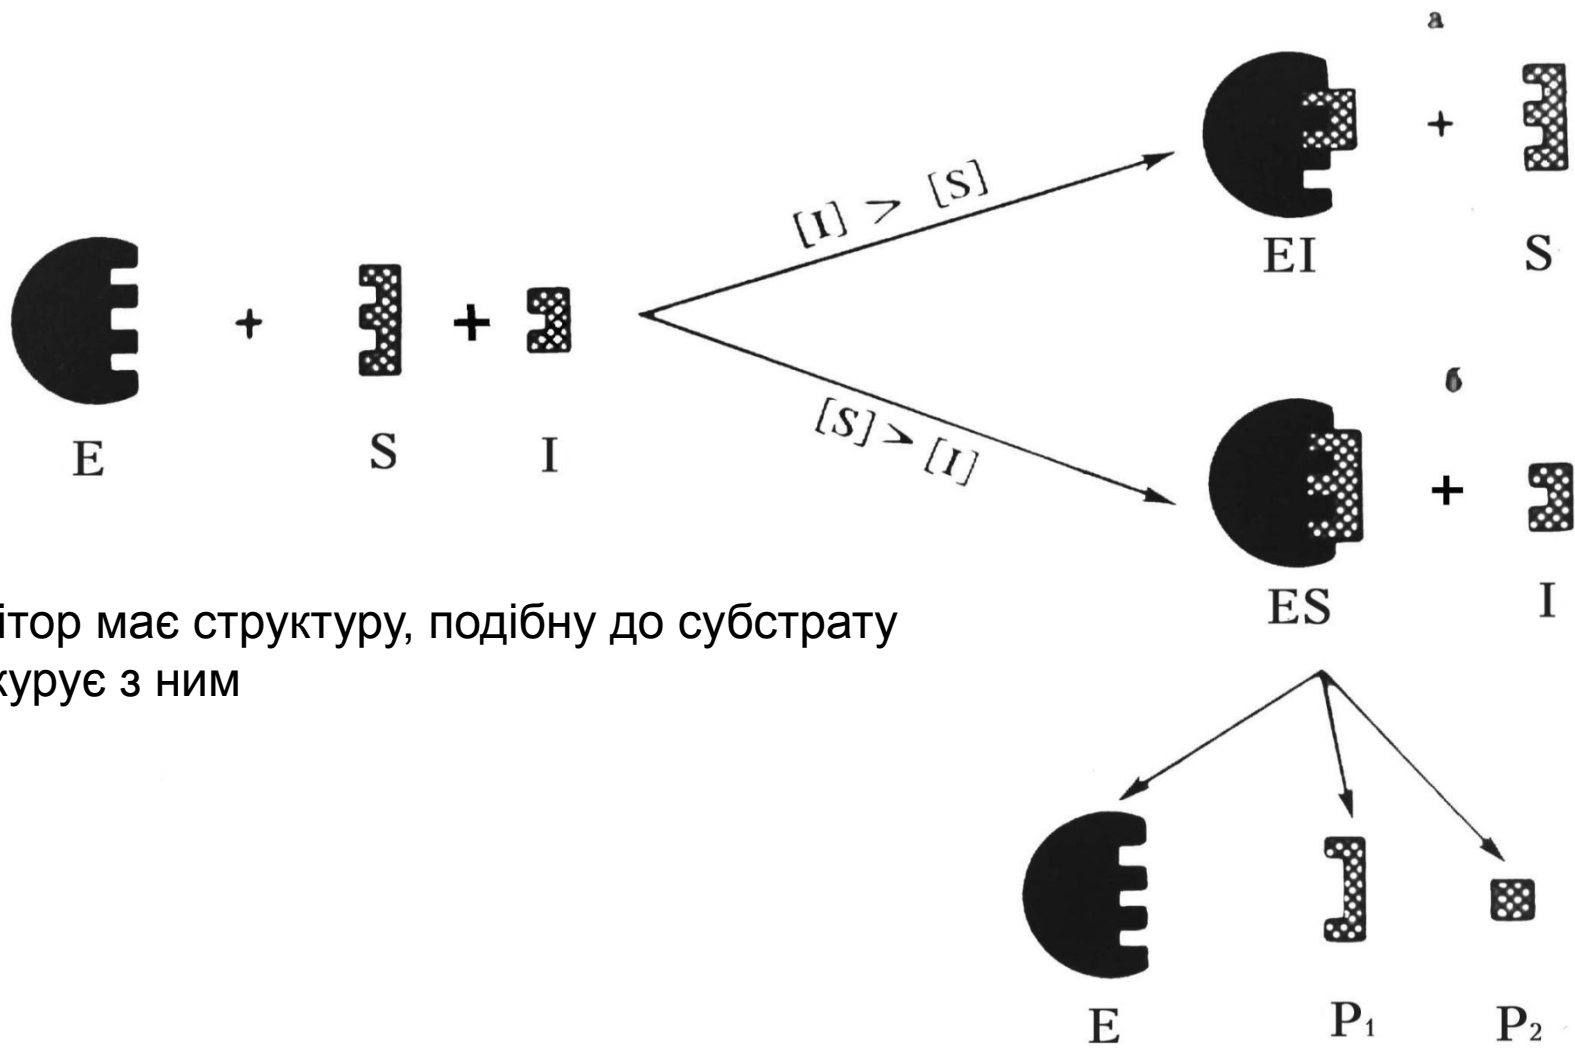 а
[I] > [S]
EI
S
+
+
+
E
S
I
б
[S] > [I]
+
ES
I
ітор має структуру, подібну до субстрату
курує з ним
E
P₁
P₂